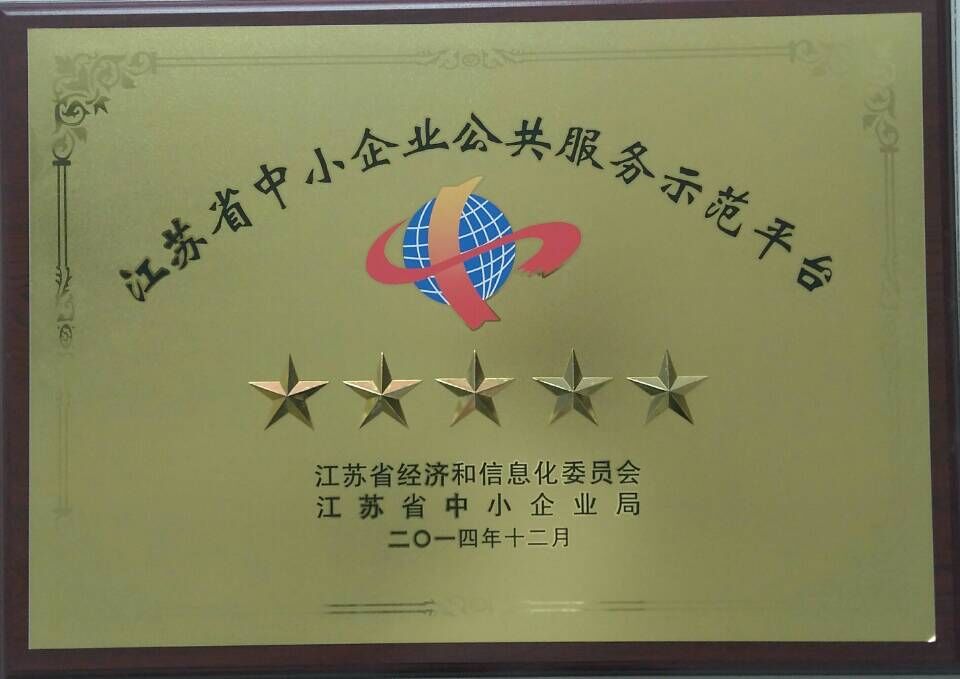 江苏省中小企业公共服务示范平台
江苏省经济和信息化委员会
江苏省中小企业局
二〇一四年十二月